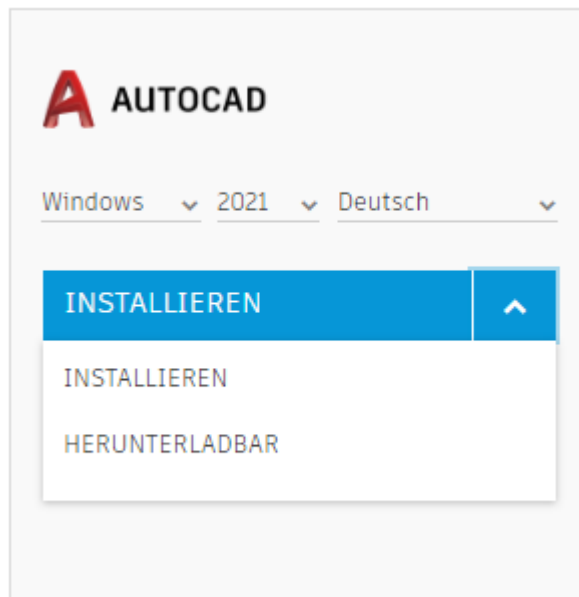 AUTOCAD
Windows 2021 Deutsch
INSTALLIEREN
INSTALLIEREN
HERUNTERLADBAR